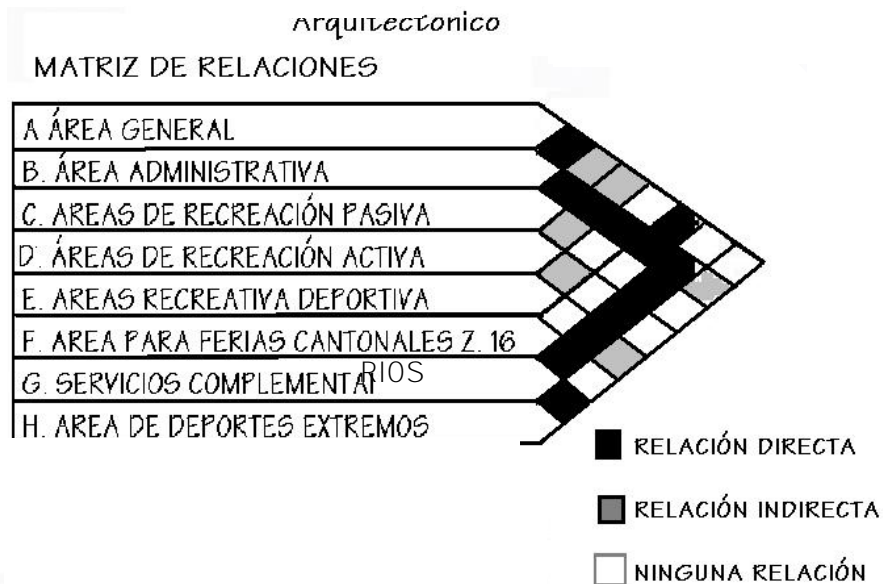 Arquitectonico
MATRIZ DE RELACIONES
A ÁREA GENERAL
B. ÁREA ADMINISTRATIVA
C. AREAS DE RECREACIÓN PASIVA
D. ÁREAS DE RECREACIÓN ACTIVA
E. AREAS RECREATIVA DEPORTIVA
F. AREA PARA FERIAS CANTONALES Z. 16
G. SERVICIOS COMPLEMENTARIOS
H. AREA DE DEPORTES EXTREMOS
RELACIÓN DIRECTA
RELACIÓN INDIRECTA
NINGUNA RELACIÓN